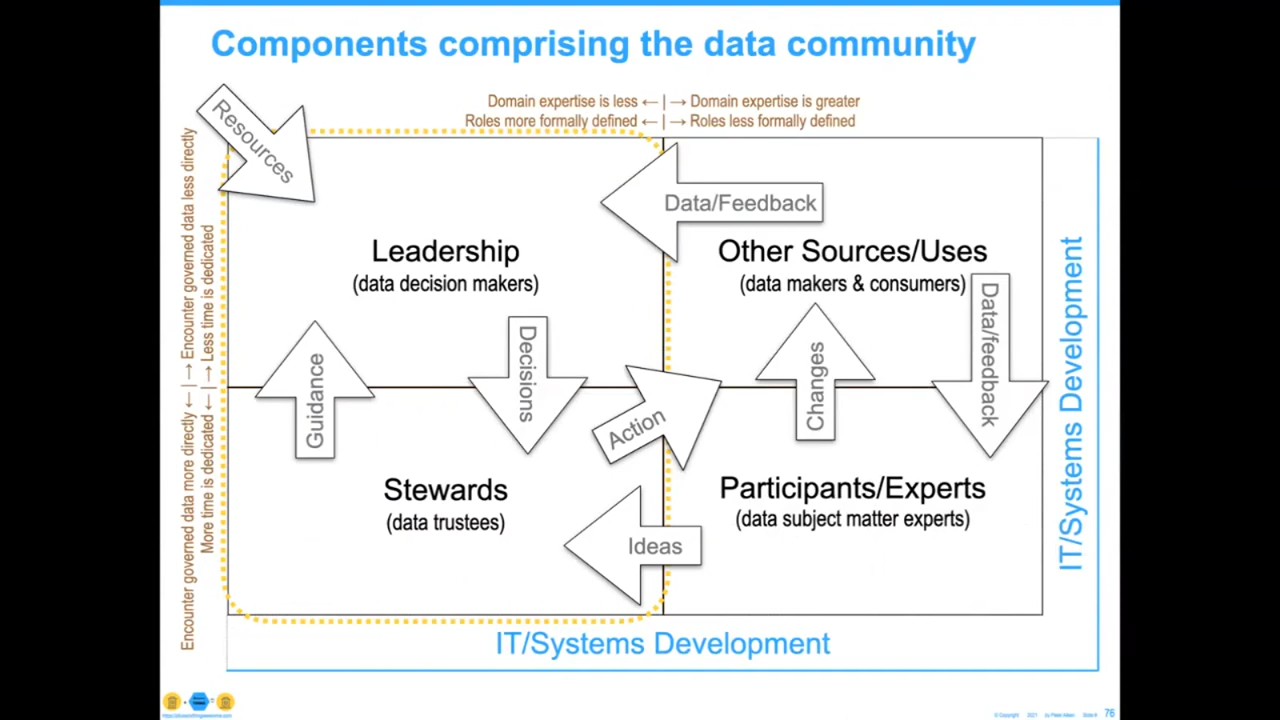 Components comprising the data community
Domain expertise is less ← | → Domain expertise is greater
Roles more formally defined ← | → Roles less formally defined
Resources
Encounter governed data more directly ← | → Encounter governed data less directly
More time is dedicated ← | → Less time is dedicated
Data/Feedback
Leadership
(data decision makers)
Other Sources/Uses
(data makers & consumers)
Data/feedback
Guidance
Decisions
Action
Changes
Stewards
(data trustees)
Participants/Experts
(data subject matter experts)
Ideas
IT/Systems Development
IT/Systems Development
76